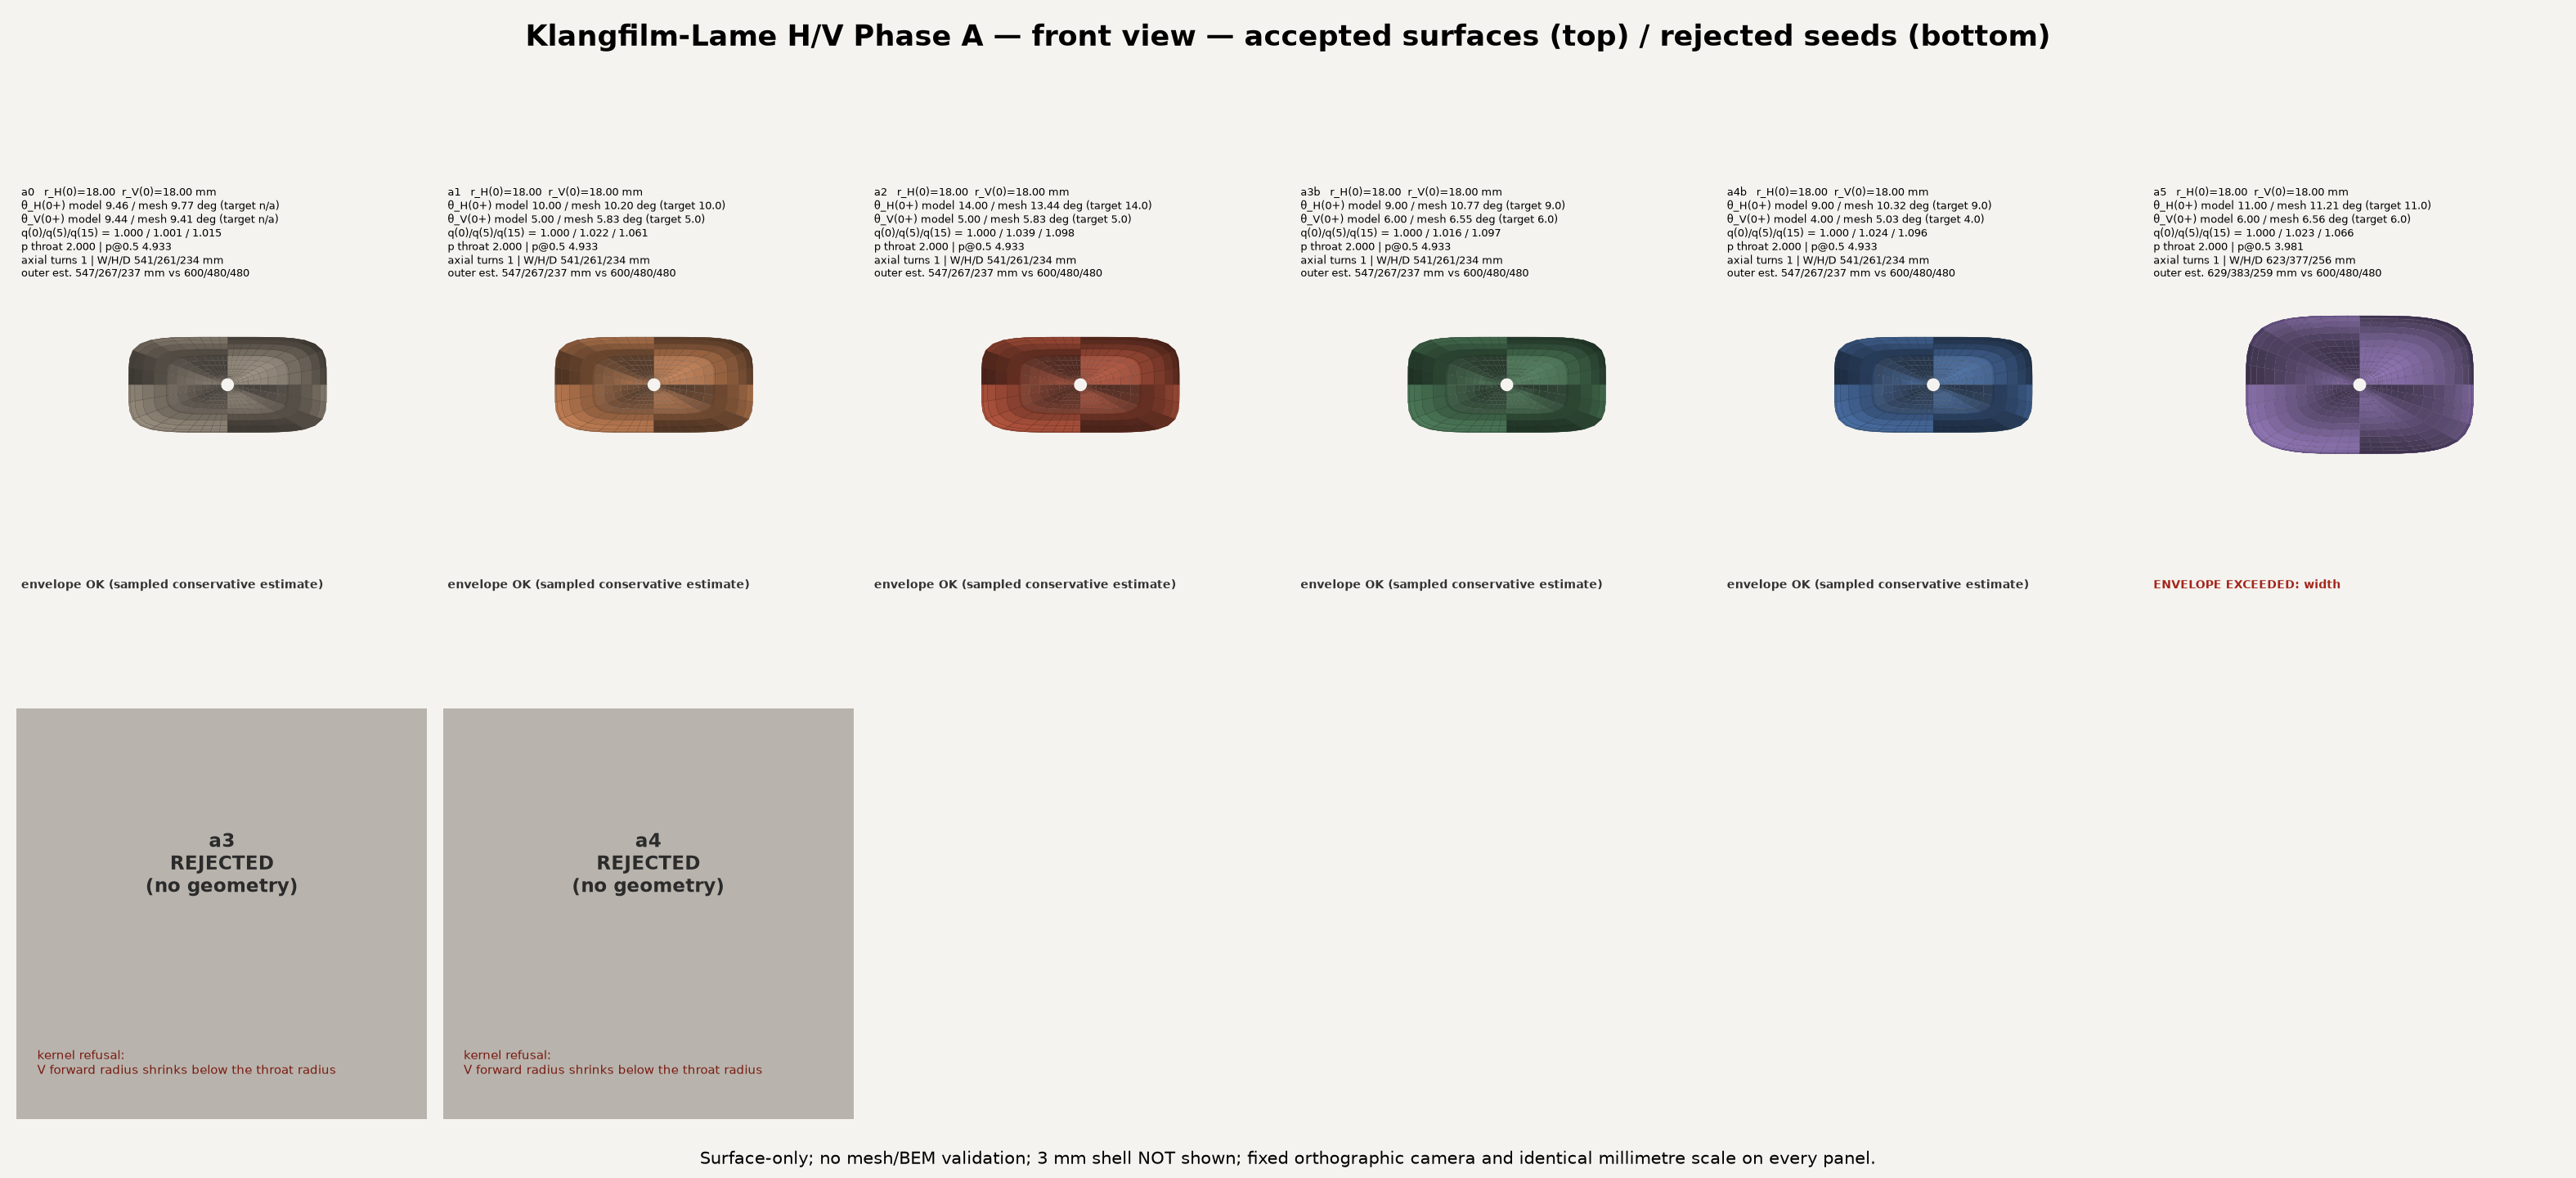 Klangfilm-Lame H/V Phase A — front view — accepted surfaces (top) / rejected seeds (bottom)
a0   r_H(0)=18.00  r_V(0)=18.00 mm
θ_H(0+) model 9.46 / mesh 9.77 deg (target n/a)
θ_V(0+) model 9.44 / mesh 9.41 deg (target n/a)
q(0)/q(5)/q(15) = 1.000 / 1.001 / 1.015
p throat 2.000 | p@0.5 4.933
axial turns 1 | W/H/D 541/261/234 mm
outer est. 547/267/237 mm vs 600/480/480
envelope OK (sampled conservative estimate)
a1   r_H(0)=18.00  r_V(0)=18.00 mm
θ_H(0+) model 10.00 / mesh 10.20 deg (target 10.0)
θ_V(0+) model 5.00 / mesh 5.83 deg (target 5.0)
q(0)/q(5)/q(15) = 1.000 / 1.022 / 1.061
p throat 2.000 | p@0.5 4.933
axial turns 1 | W/H/D 541/261/234 mm
outer est. 547/267/237 mm vs 600/480/480
envelope OK (sampled conservative estimate)
a2   r_H(0)=18.00  r_V(0)=18.00 mm
θ_H(0+) model 14.00 / mesh 13.44 deg (target 14.0)
θ_V(0+) model 5.00 / mesh 5.83 deg (target 5.0)
q(0)/q(5)/q(15) = 1.000 / 1.039 / 1.098
p throat 2.000 | p@0.5 4.933
axial turns 1 | W/H/D 541/261/234 mm
outer est. 547/267/237 mm vs 600/480/480
envelope OK (sampled conservative estimate)
a3b   r_H(0)=18.00  r_V(0)=18.00 mm
θ_H(0+) model 9.00 / mesh 10.77 deg (target 9.0)
θ_V(0+) model 6.00 / mesh 6.55 deg (target 6.0)
q(0)/q(5)/q(15) = 1.000 / 1.016 / 1.097
p throat 2.000 | p@0.5 4.933
axial turns 1 | W/H/D 541/261/234 mm
outer est. 547/267/237 mm vs 600/480/480
envelope OK (sampled conservative estimate)
a4b   r_H(0)=18.00  r_V(0)=18.00 mm
θ_H(0+) model 9.00 / mesh 10.32 deg (target 9.0)
θ_V(0+) model 4.00 / mesh 5.03 deg (target 4.0)
q(0)/q(5)/q(15) = 1.000 / 1.024 / 1.096
p throat 2.000 | p@0.5 4.933
axial turns 1 | W/H/D 541/261/234 mm
outer est. 547/267/237 mm vs 600/480/480
envelope OK (sampled conservative estimate)
a5   r_H(0)=18.00  r_V(0)=18.00 mm
θ_H(0+) model 11.00 / mesh 11.21 deg (target 11.0)
θ_V(0+) model 6.00 / mesh 6.56 deg (target 6.0)
q(0)/q(5)/q(15) = 1.000 / 1.023 / 1.066
p throat 2.000 | p@0.5 3.981
axial turns 1 | W/H/D 623/377/256 mm
outer est. 629/383/259 mm vs 600/480/480
ENVELOPE EXCEEDED: width
a3
REJECTED
(no geometry)
kernel refusal:
V forward radius shrinks below the throat radius
a4
REJECTED
(no geometry)
kernel refusal:
V forward radius shrinks below the throat radius
Surface-only; no mesh/BEM validation; 3 mm shell NOT shown; fixed orthographic camera and identical millimetre scale on every panel.